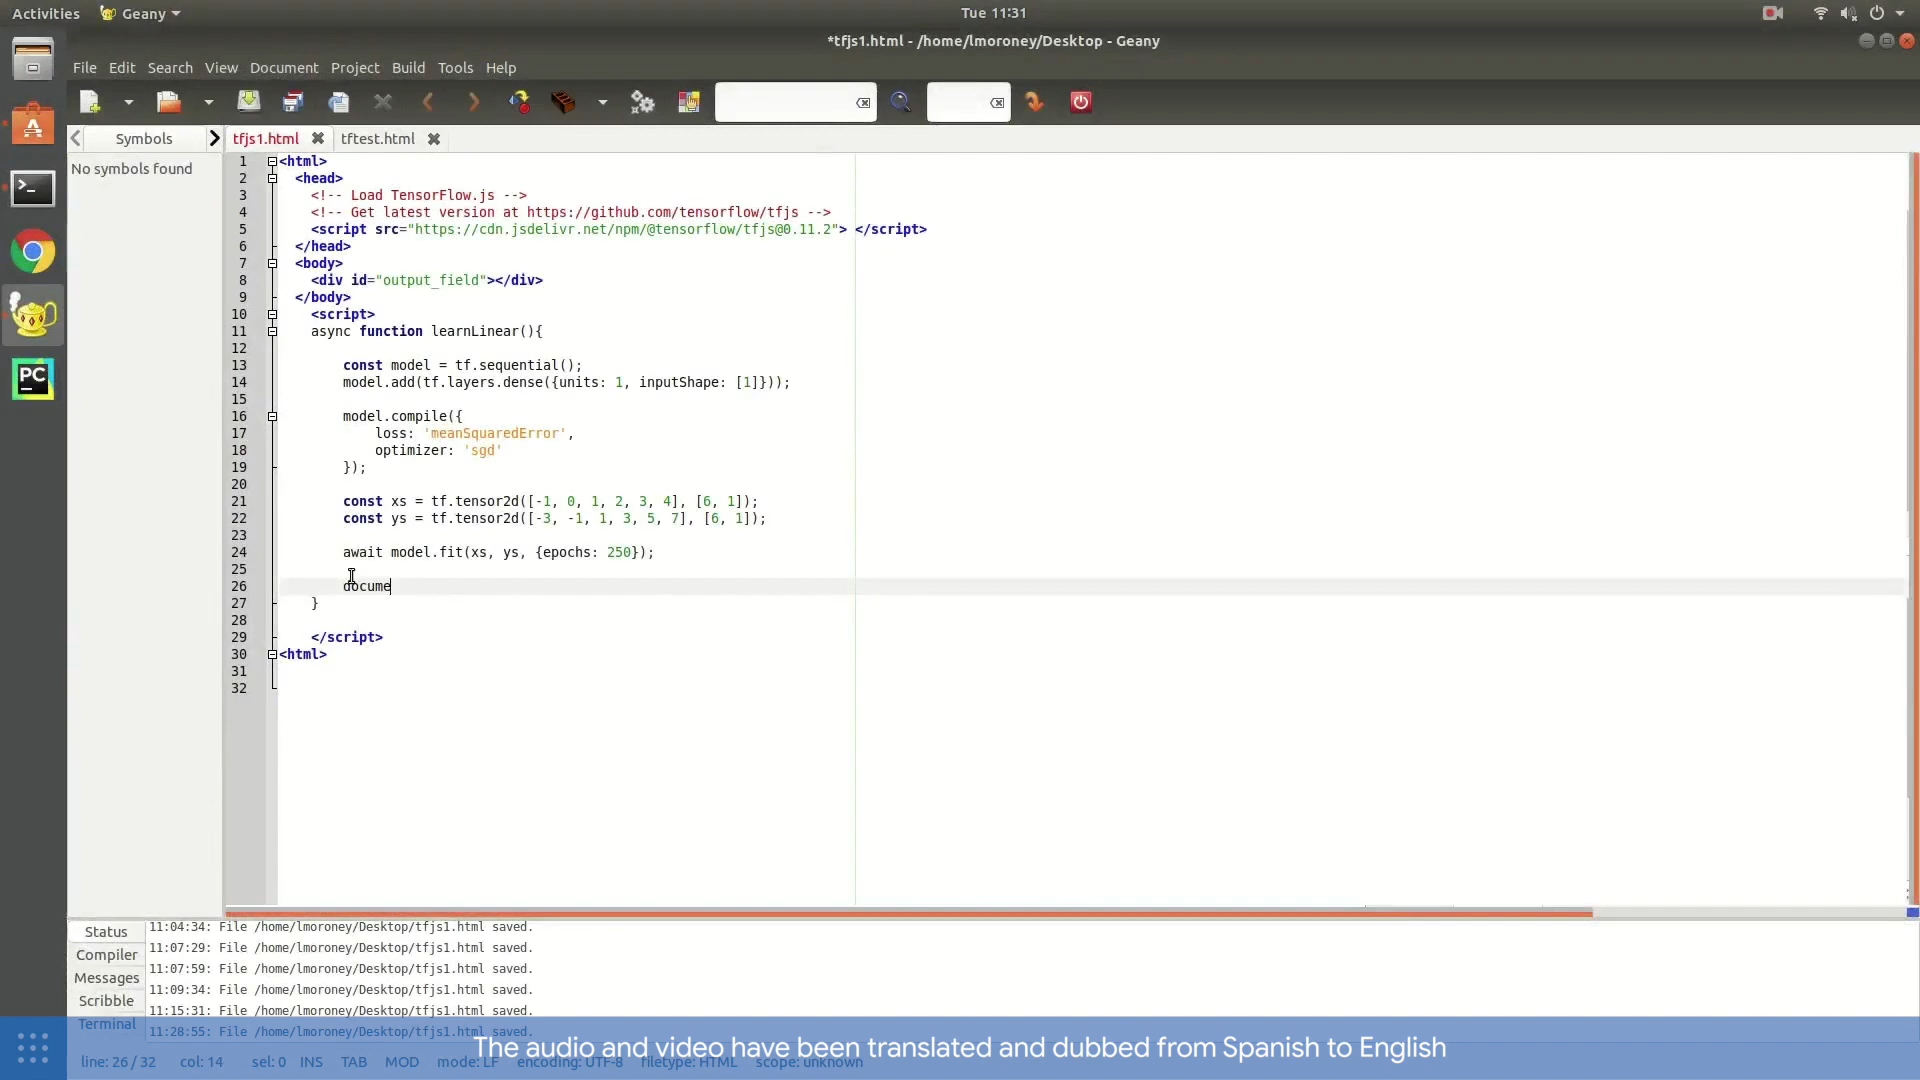 Activities Geany Tue 11:31
*tfjs1.html - /home/lmoroney/Desktop - Geany
File Edit Search View Document Project Build Tools Help
Symbols tfjs1.html tftest.html
No symbols found
1 <html>
2 <head>
3 <!-- Load TensorFlow.js -->
4 <!-- Get latest version at https://github.com/tensorflow/tfjs -->
5 <script src="https://cdn.jsdelivr.net/npm/@tensorflow/tfjs@0.11.2"> </script>
6 </head>
7 <body>
8 <div id="output_field"></div>
9 </body>
10 <script>
11 async function learnLinear(){
12
13 const model = tf.sequential();
14 model.add(tf.layers.dense({units: 1, inputShape: [1]}));
15
16 model.compile({
17 loss: 'meanSquaredError',
18 optimizer: 'sgd'
19 });
20
21 const xs = tf.tensor2d([-1, 0, 1, 2, 3, 4], [6, 1]);
22 const ys = tf.tensor2d([-3, -1, 1, 3, 5, 7], [6, 1]);
23
24 await model.fit(xs, ys, {epochs: 250});
25
26 docume
27 }
28
29 </script>
30 <html>
31
32
Status
Compiler
Messages
Scribble
Terminal
11:04:34: File /home/lmoroney/Desktop/tfjs1.html saved.
11:07:29: File /home/lmoroney/Desktop/tfjs1.html saved.
11:07:59: File /home/lmoroney/Desktop/tfjs1.html saved.
11:09:34: File /home/lmoroney/Desktop/tfjs1.html saved.
11:15:31: File /home/lmoroney/Desktop/tfjs1.html saved.
11:28:55: File /home/lmoroney/Desktop/tfjs1.html saved.
The audio and video have been translated and dubbed from Spanish to English
line: 26 / 32 col: 14 sel: 0 INS TAB MOD mode: LF encoding: UTF-8 filetype: HTML scope: unknown
PC